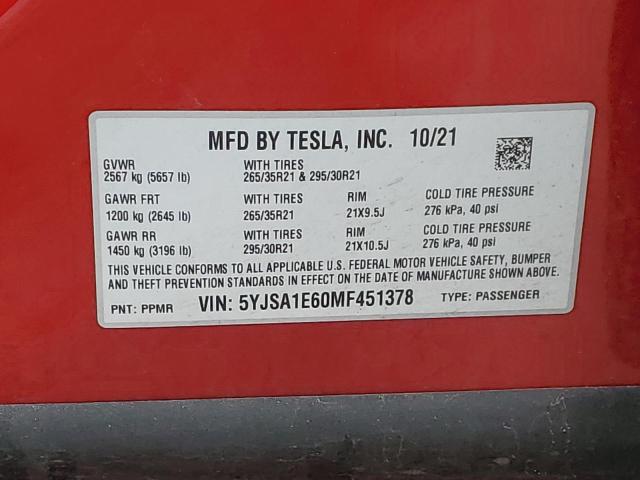 MFD BY TESLA, INC. 10/21
GVWR WITH TIRES
2567 kg (5657 lb) 265/35R21 & 295/30R21
GAWR FRT WITH TIRES RIM COLD TIRE PRESSURE
1200 kg (2645 lb) 265/35R21 21X9.5J 276 kPa, 40 psi
GAWR RR WITH TIRES RIM COLD TIRE PRESSURE
1450 kg (3196 lb) 295/30R21 21X10.5J 276 kPa, 40 psi
THIS VEHICLE CONFORMS TO ALL APPLICABLE U.S. FEDERAL MOTOR VEHICLE SAFETY, BUMPER
AND THEFT PREVENTION STANDARDS IN EFFECT ON THE DATE OF MANUFACTURE SHOWN ABOVE.
PNT: PPMR VIN: 5YJSA1E60MF451378 TYPE: PASSENGER